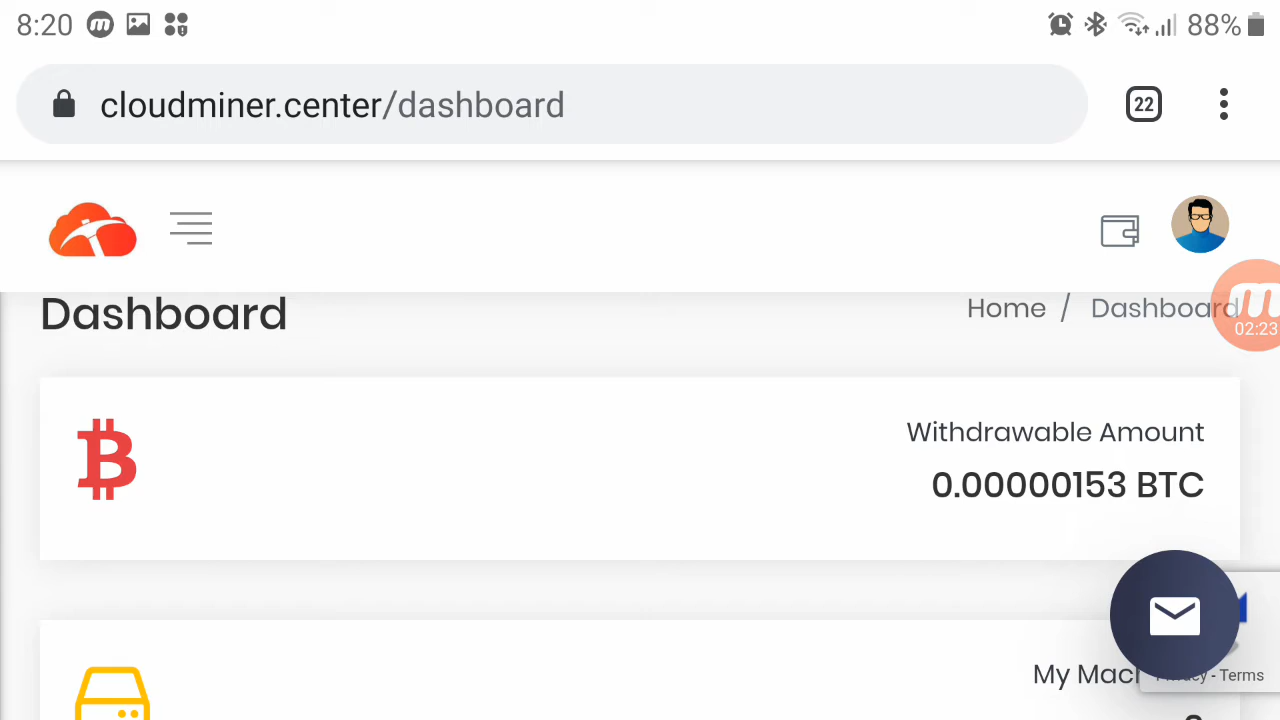 8:20
88%
cloudminer.center/dashboard
22
Dashboard
Home / Dashboard
02:23
Withdrawable Amount
0.00000153 BTC
My Mac
Privacy - Terms